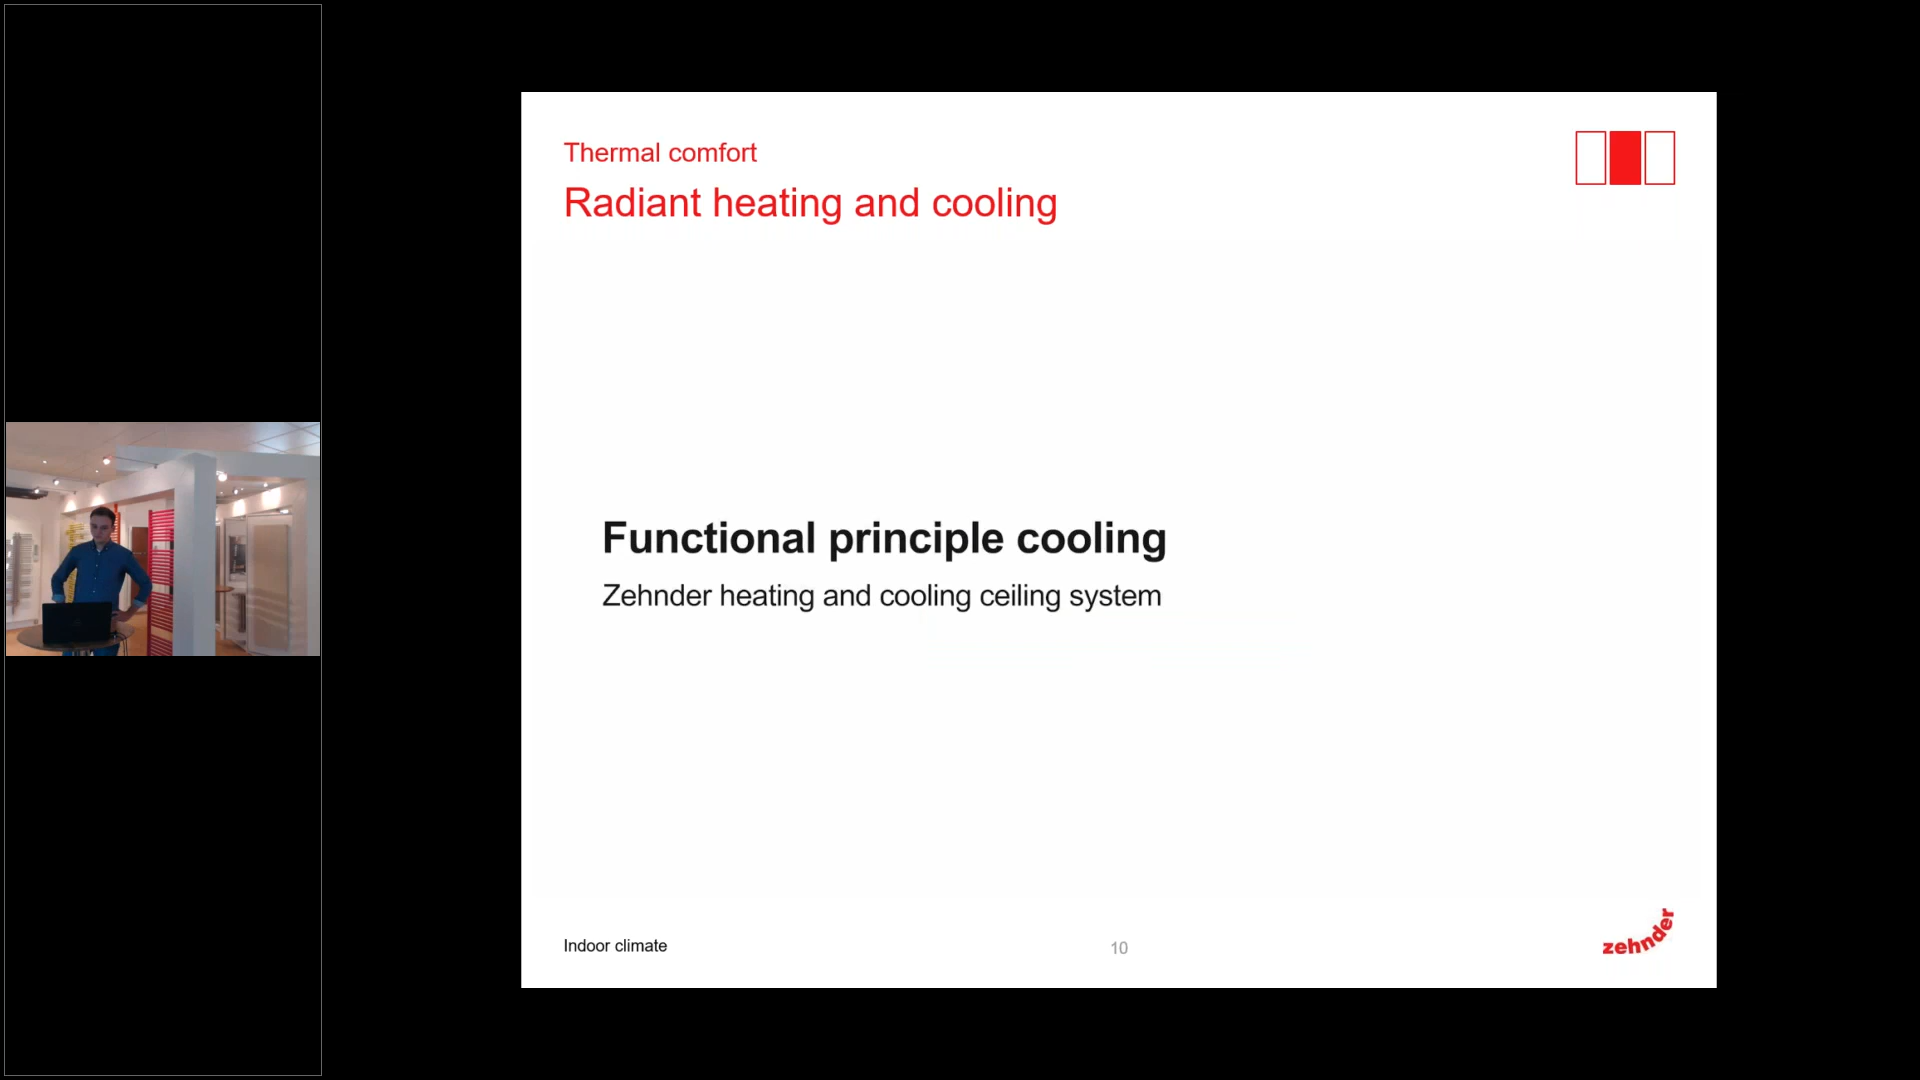 Thermal comfort
Radiant heating and cooling
Functional principle cooling
Zehnder heating and cooling ceiling system
Indoor climate
10
zehnder